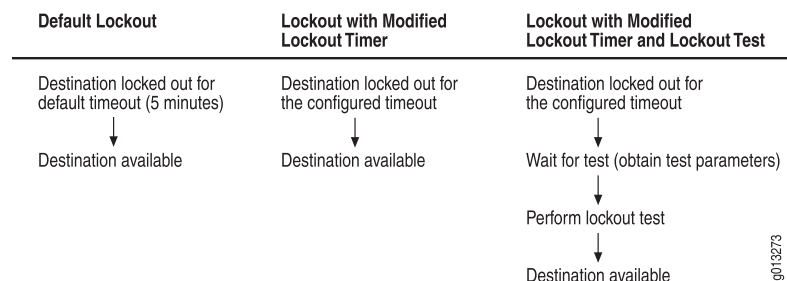 Default Lockout
Lockout with Modified
Lockout Timer
Lockout with Modified
Lockout Timer and Lockout Test
Destination locked out for
default timeout (5 minutes)
Destination available
Destination locked out for
the configured timeout
Destination available
Destination locked out for
the configured timeout
Wait for test (obtain test parameters)
Perform lockout test
Destination available
g013273